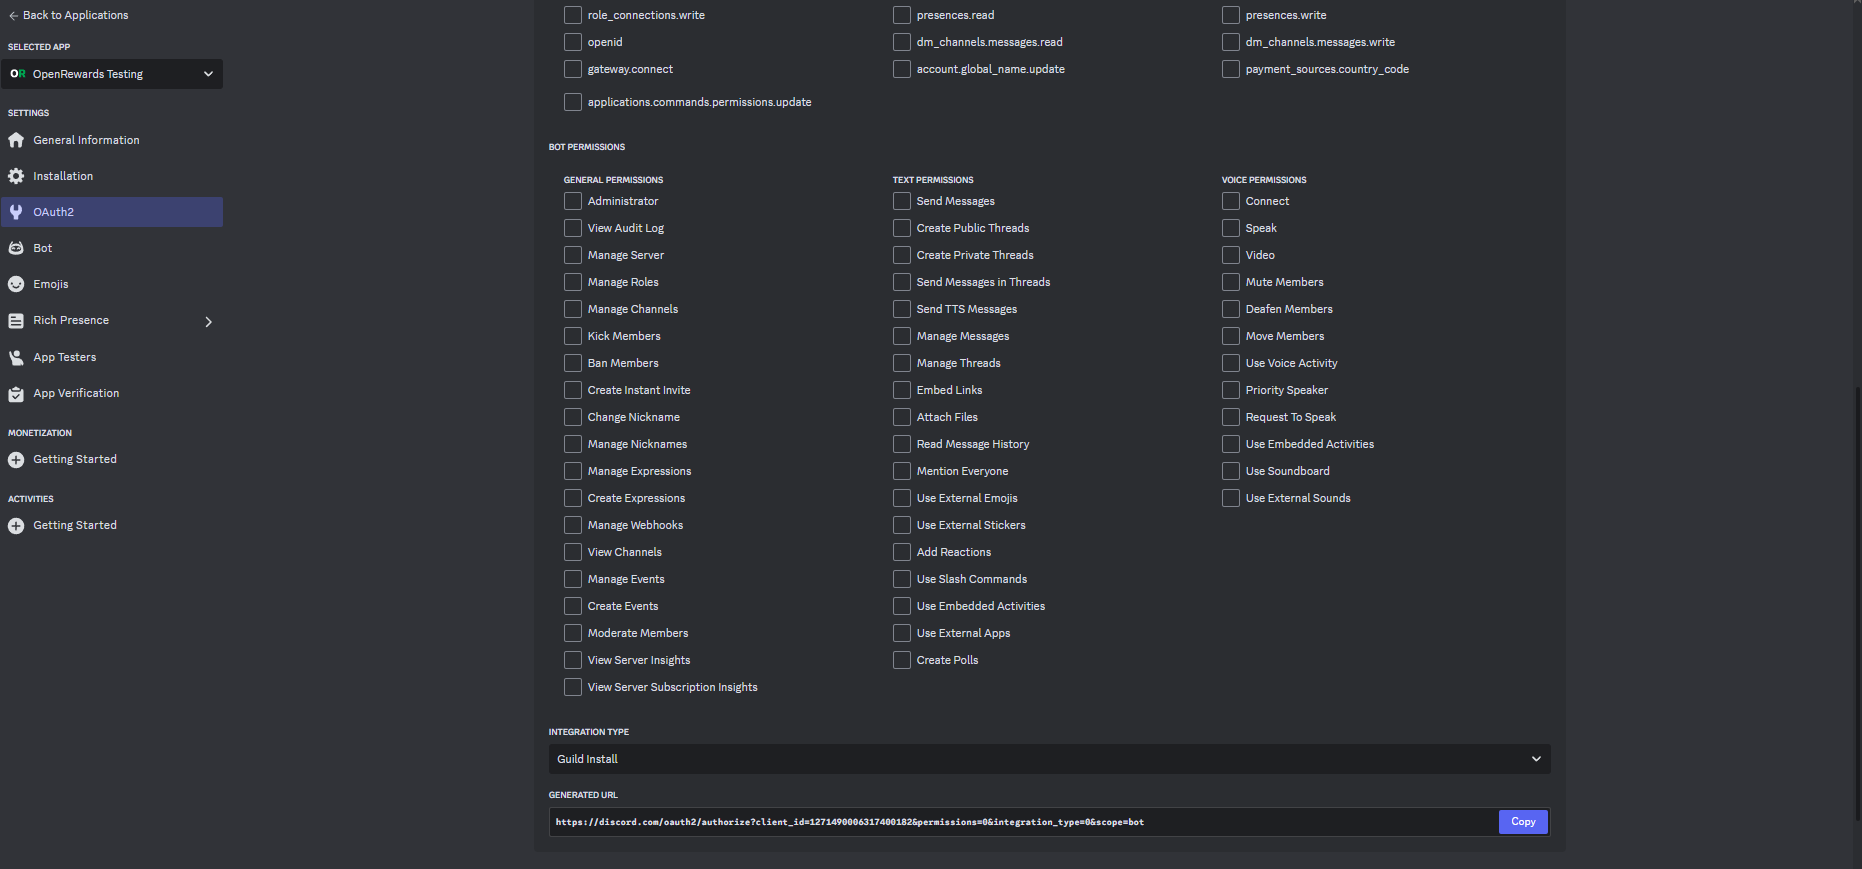 Back to Applications
SELECTED APP
OR OpenRewards Testing
SETTINGS
General Information
Installation
OAuth2
Bot
Emojis
Rich Presence
App Testers
App Verification
MONETIZATION
Getting Started
ACTIVITIES
Getting Started
role_connections.write
presences.read
presences.write
openid
dm_channels.messages.read
dm_channels.messages.write
gateway.connect
account.global_name.update
payment_sources.country_code
applications.commands.permissions.update
BOT PERMISSIONS
GENERAL PERMISSIONS
Administrator
View Audit Log
Manage Server
Manage Roles
Manage Channels
Kick Members
Ban Members
Create Instant Invite
Change Nickname
Manage Nicknames
Manage Expressions
Create Expressions
Manage Webhooks
View Channels
Manage Events
Create Events
Moderate Members
View Server Insights
View Server Subscription Insights
TEXT PERMISSIONS
Send Messages
Create Public Threads
Create Private Threads
Send Messages in Threads
Send TTS Messages
Manage Messages
Manage Threads
Embed Links
Attach Files
Read Message History
Mention Everyone
Use External Emojis
Use External Stickers
Add Reactions
Use Slash Commands
Use Embedded Activities
Use External Apps
Create Polls
VOICE PERMISSIONS
Connect
Speak
Video
Mute Members
Deafen Members
Move Members
Use Voice Activity
Priority Speaker
Request To Speak
Use Embedded Activities
Use Soundboard
Use External Sounds
INTEGRATION TYPE
Guild Install
GENERATED URL
https://discord.com/oauth2/authorize?client_id=1271490006317400182&permissions=0&integration_type=0&scope=bot
Copy